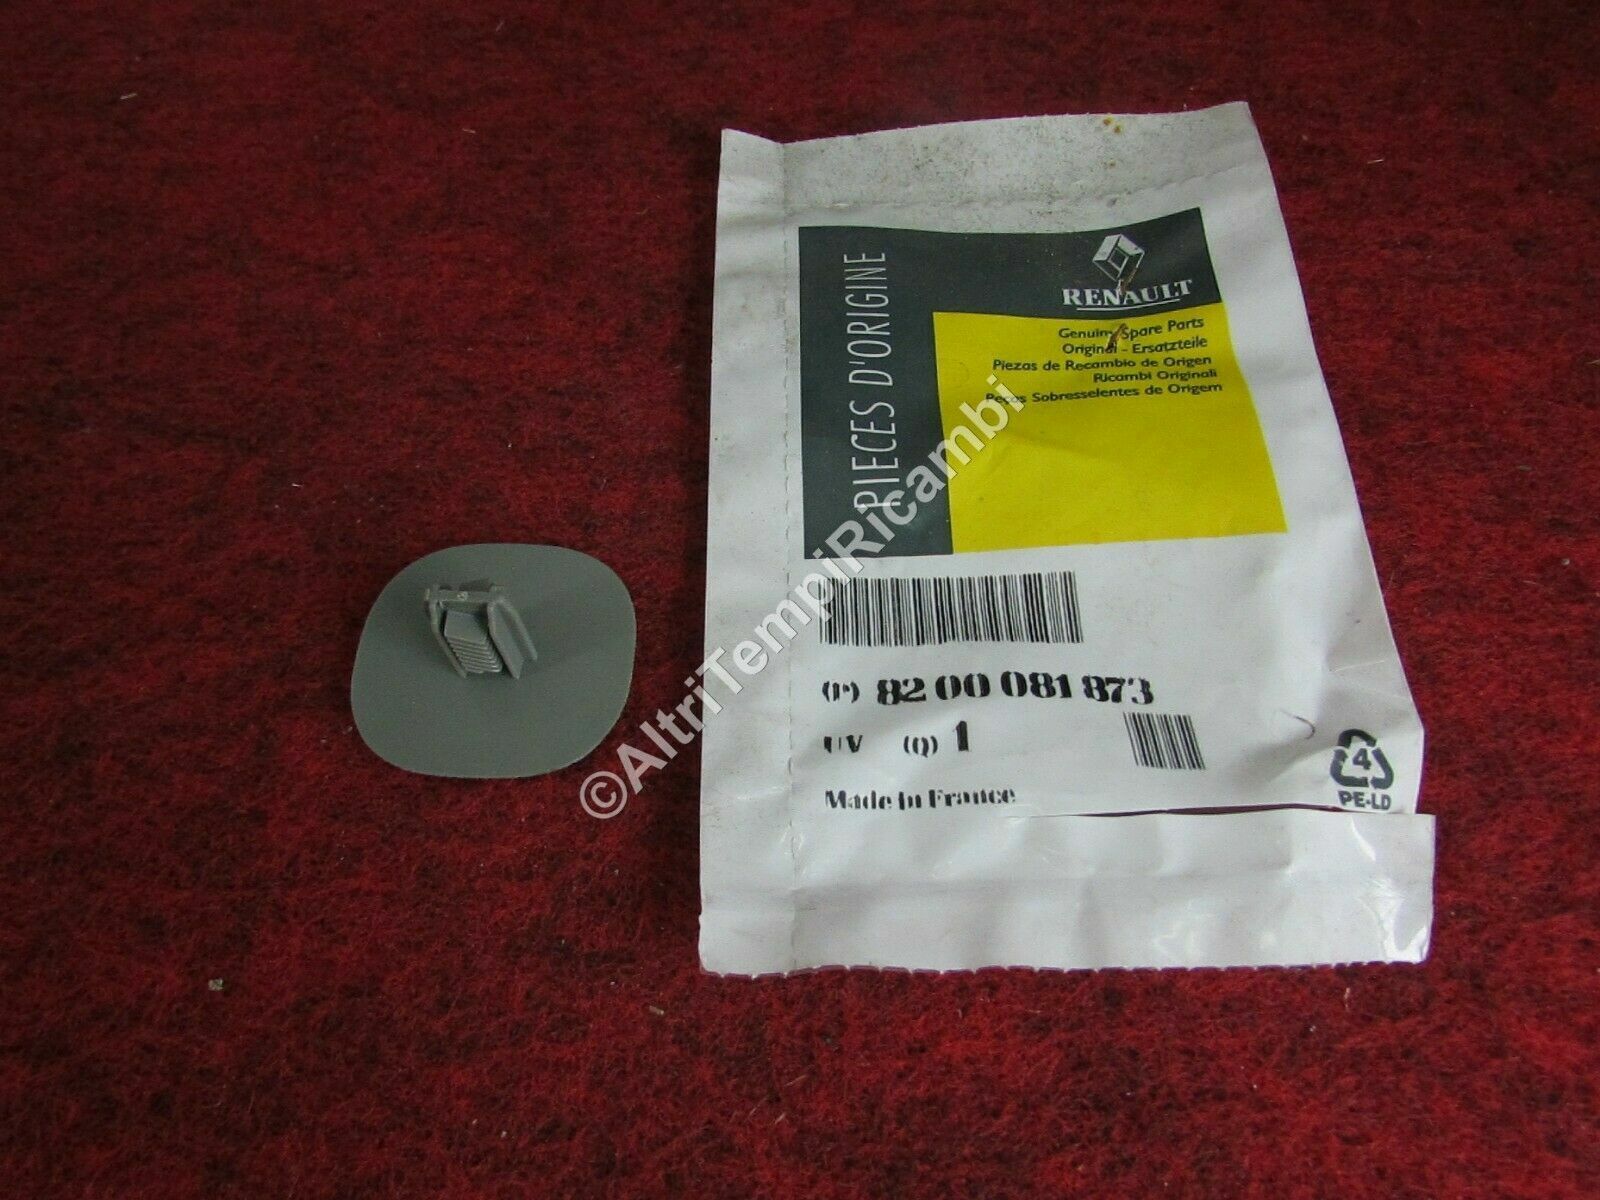 PIECES D'ORIGINE
RENAULT
Genuine Spare Parts
Original - Ersatzteile
Piezas de Recambio de Origen
Ricambi Originali
Peças Sobresselentes de Origem
(P) 82 00 081 873
UV (Q) 1
Made In France
4
PE-LD
©AltriTempiRicambi